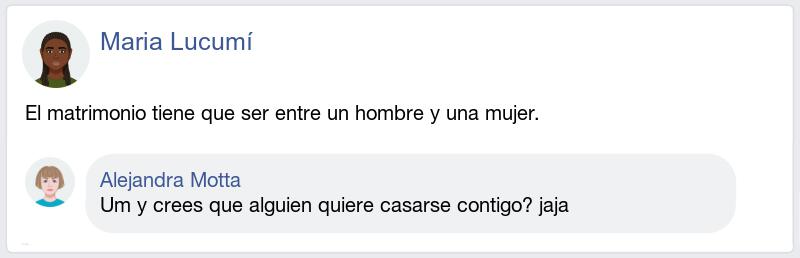 Maria Lucumí
El matrimonio tiene que ser entre un hombre y una mujer.
Alejandra Motta
Um y crees que alguien quiere casarse contigo? jaja